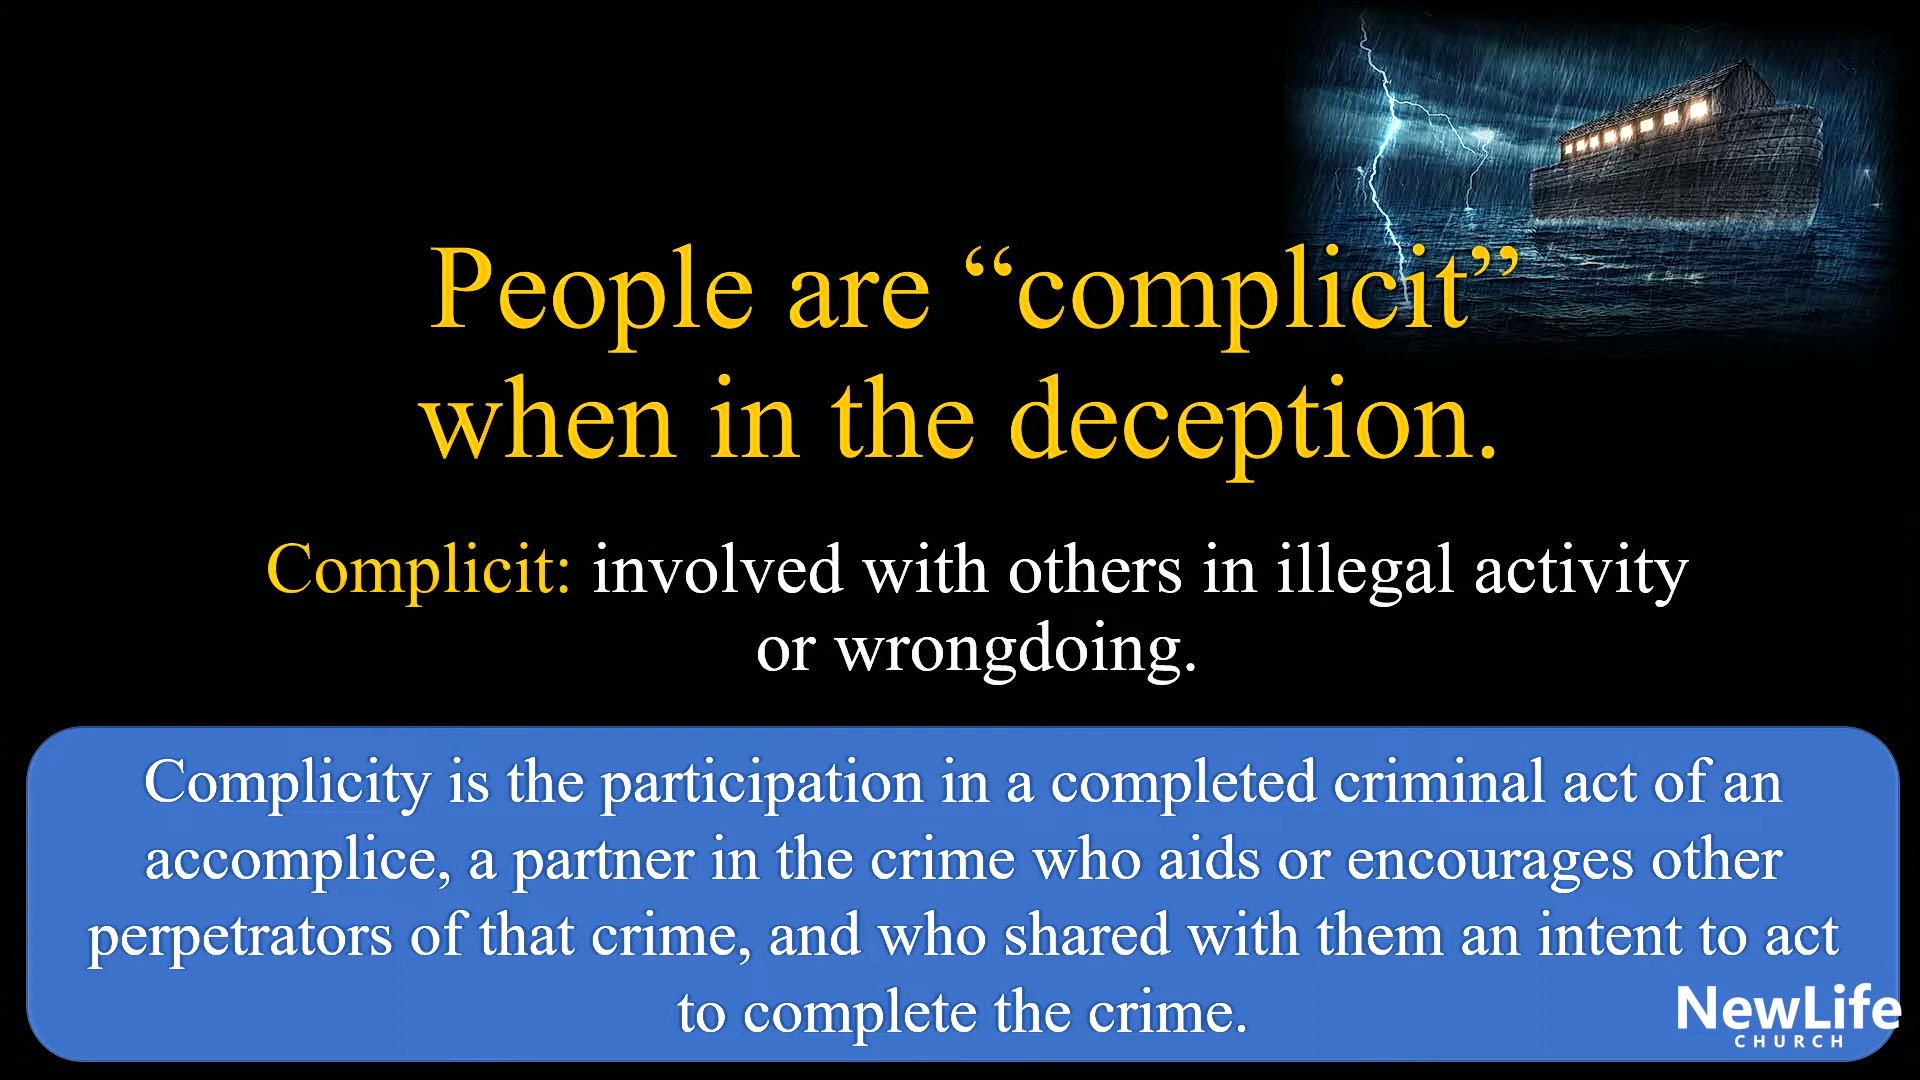 People are “complicit”
when in the deception.
Complicit: involved with others in illegal activity
or wrongdoing.
Complicity is the participation in a completed criminal act of an
accomplice, a partner in the crime who aids or encourages other
perpetrators of that crime, and who shared with them an intent to act
to complete the crime.
NewLife
CHURCH